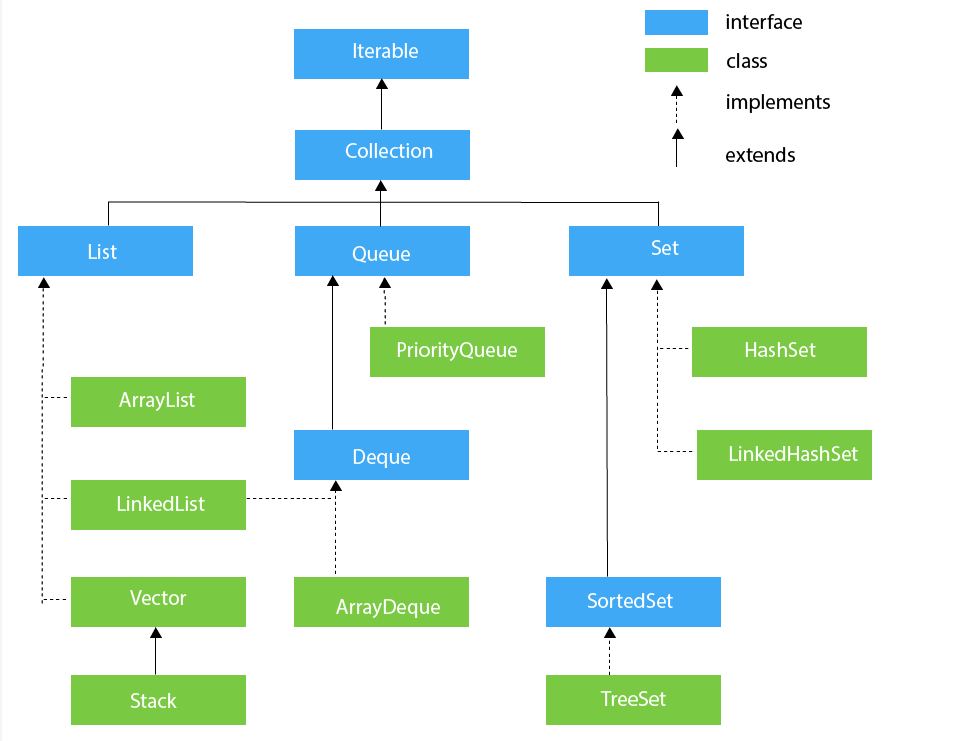 interface
class
implements
extends
Iterable
Collection
List
Queue
Set
PriorityQueue
HashSet
ArrayList
Deque
LinkedHashSet
LinkedList
Vector
ArrayDeque
SortedSet
Stack
TreeSet